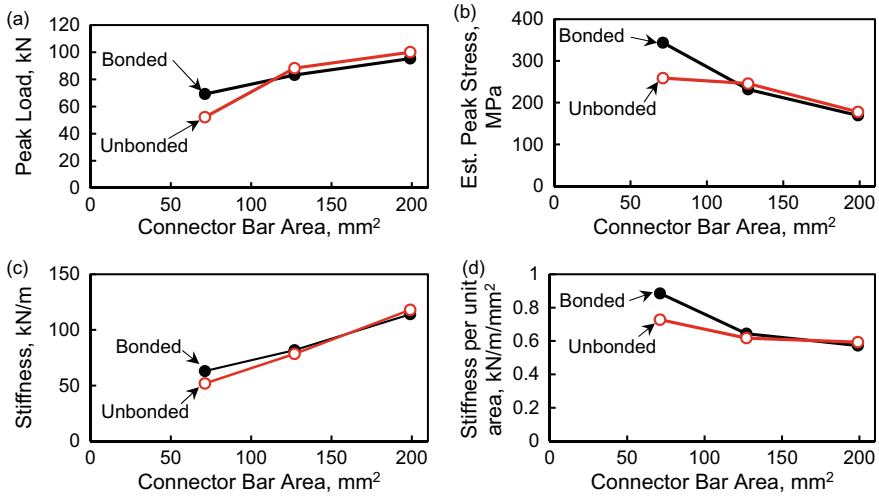 (a)
Peak Load, kN
120
100
80
60
40
20
0
Bonded
Unbonded
0 50 100 150 200
Connector Bar Area, mm²
(b)
Est. Peak Stress,
MPa
400
300
200
100
0
Bonded
Unbonded
0 50 100 150 200
Connector Bar Area, mm²
(c)
Stiffness, kN/m
150
100
50
0
Bonded
Unbonded
0 50 100 150 200
Connector Bar Area, mm²
(d)
Stiffness per unit
area, kN/m/mm²
1
0.8
0.6
0.4
0.2
0
Bonded
Unbonded
0 50 100 150 200
Connector Bar Area, mm²